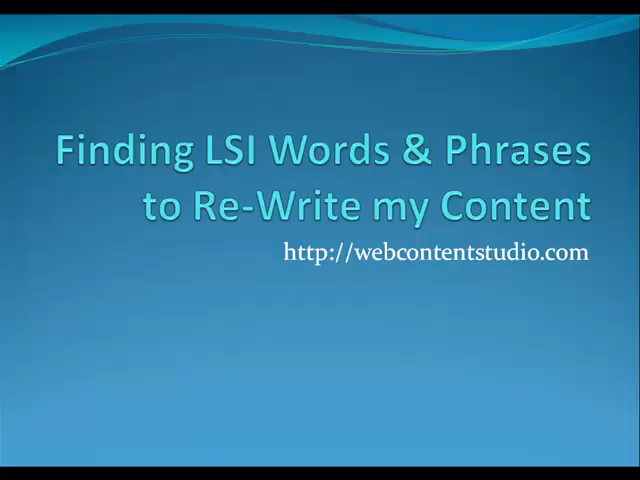 Finding LSI Words & Phrases
to Re-Write my Content
http://webcontentstudio.com